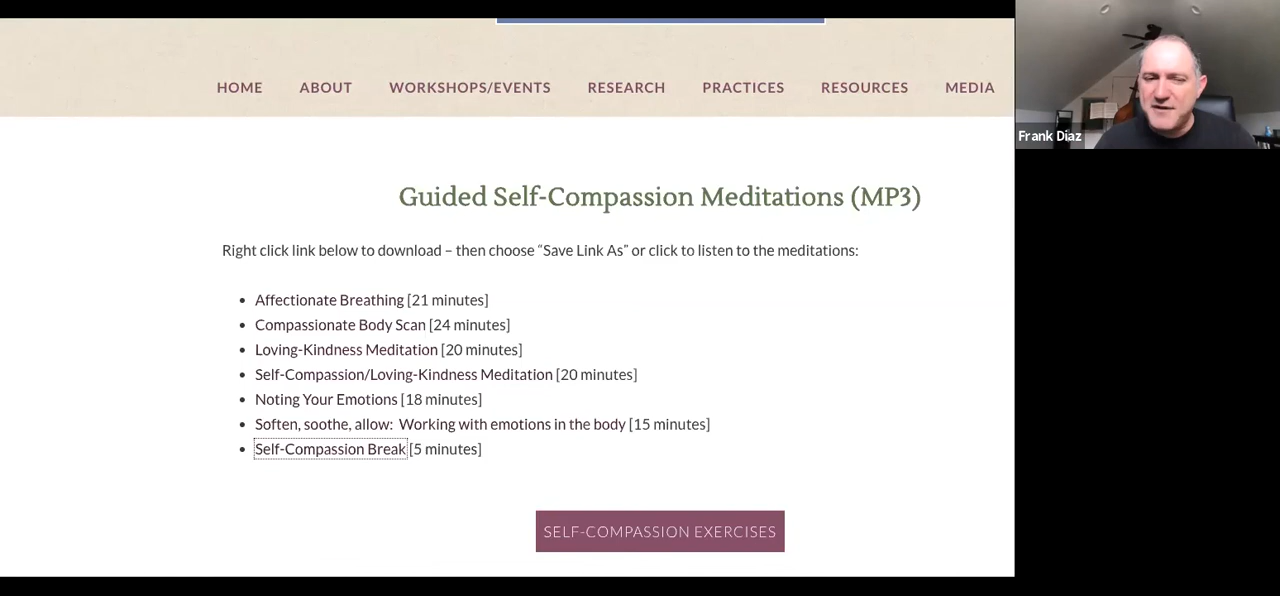 HOME ABOUT WORKSHOPS/EVENTS RESEARCH PRACTICES RESOURCES MEDIA
Frank Diaz
Guided Self-Compassion Meditations (MP3)
Right click link below to download – then choose “Save Link As” or click to listen to the meditations:
• Affectionate Breathing [21 minutes]
• Compassionate Body Scan [24 minutes]
• Loving-Kindness Meditation [20 minutes]
• Self-Compassion/Loving-Kindness Meditation [20 minutes]
• Noting Your Emotions [18 minutes]
• Soften, soothe, allow:  Working with emotions in the body [15 minutes]
• Self-Compassion Break [5 minutes]
SELF-COMPASSION EXERCISES